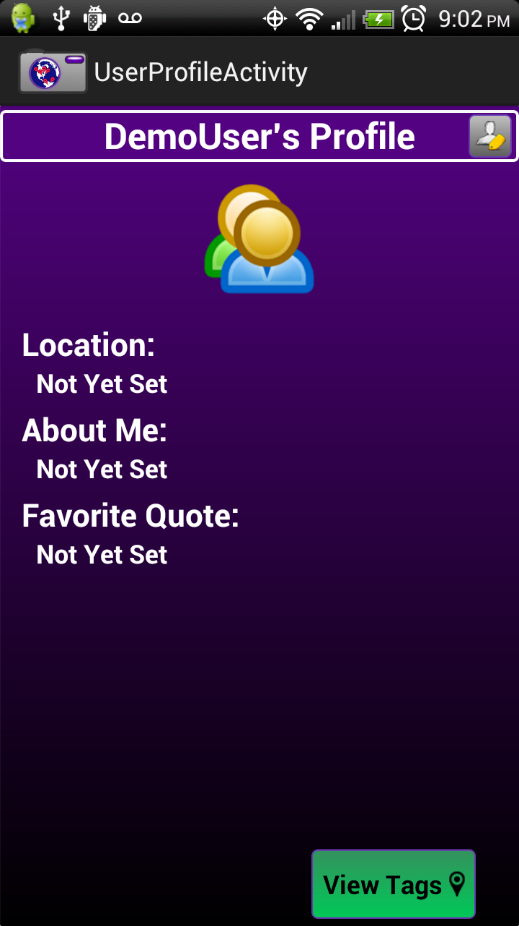 9:02 PM
UserProfileActivity
DemoUser's Profile
Location:
Not Yet Set
About Me:
Not Yet Set
Favorite Quote:
Not Yet Set
View Tags